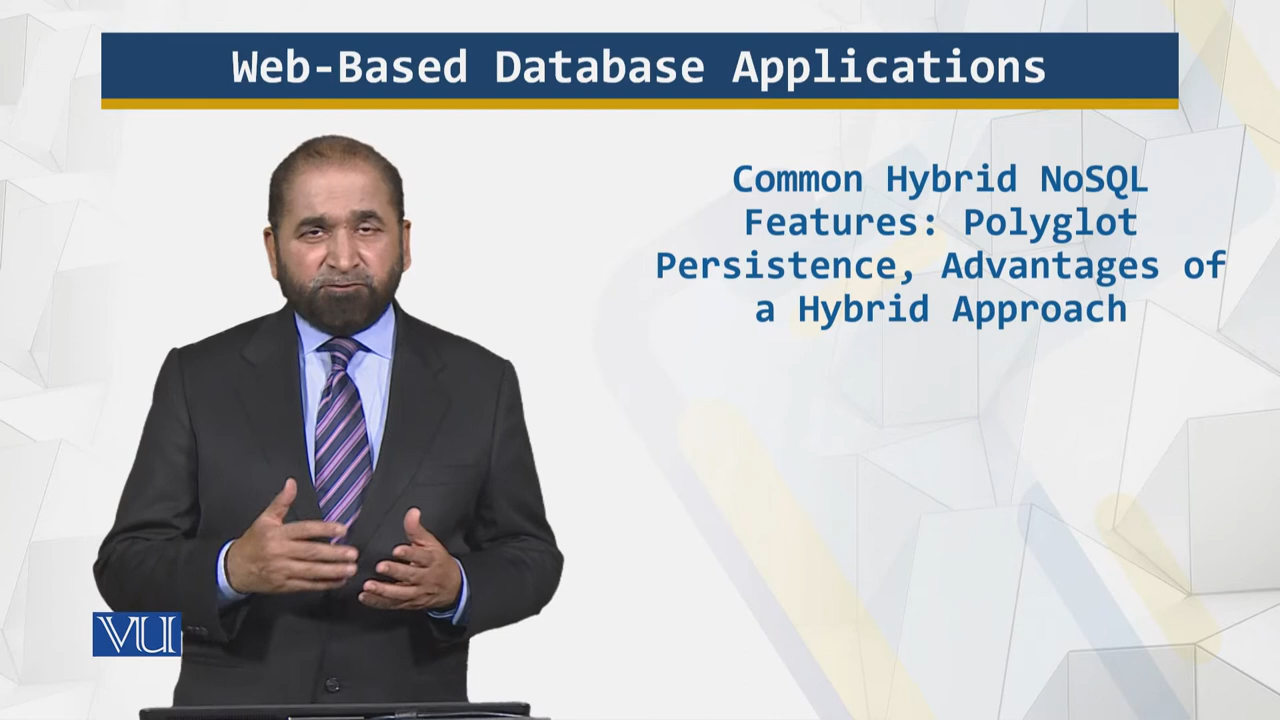 Web-Based Database Applications
Common Hybrid NoSQL
Features: Polyglot
Persistence, Advantages of
a Hybrid Approach
VU